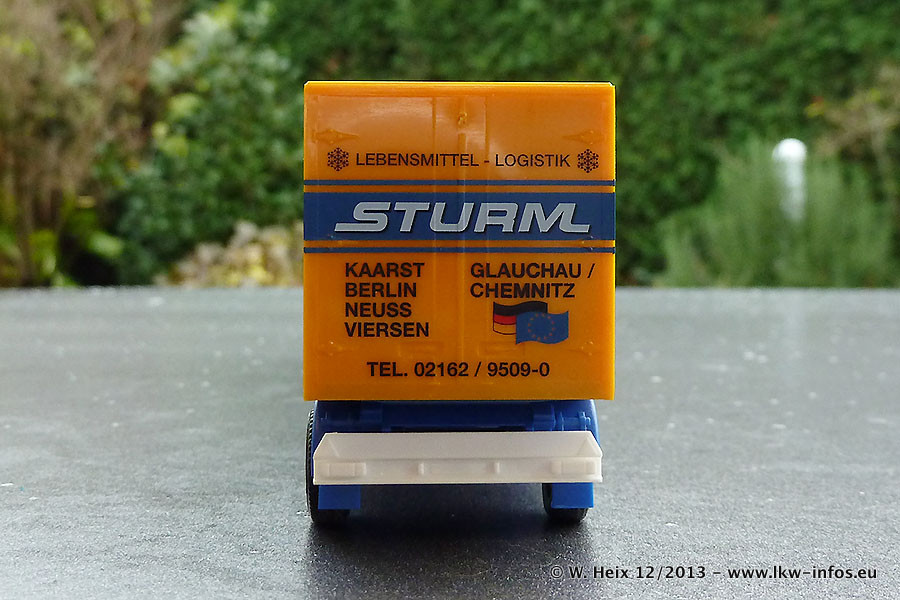 LEBENSMITTEL - LOGISTIK
STURM
KAARST
BERLIN
NEUSS
VIERSEN
GLAUCHAU /
CHEMNITZ
TEL. 02162 / 9509-0
© W. Heix 12/2013 - www.lkw-infos.eu